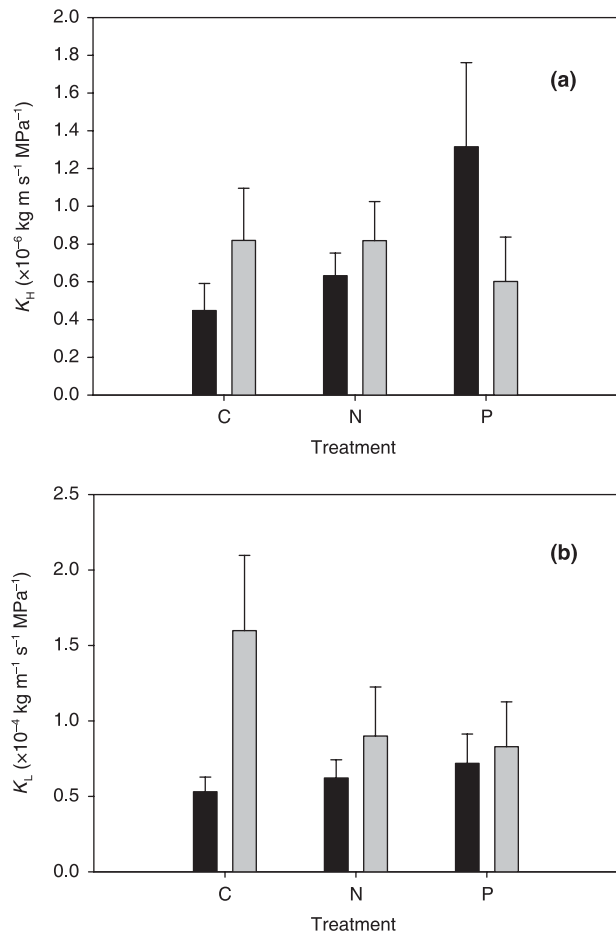 2.0
1.8
1.6
1.4
1.2
1.0
0.8
0.6
0.4
0.2
0.0
K_H (×10⁻⁶ kg m s⁻¹ MPa⁻¹)
(a)
C N P
Treatment
2.5
2.0
1.5
1.0
0.5
0.0
K_L (×10⁻⁴ kg m⁻¹ s⁻¹ MPa⁻¹)
(b)
C N P
Treatment